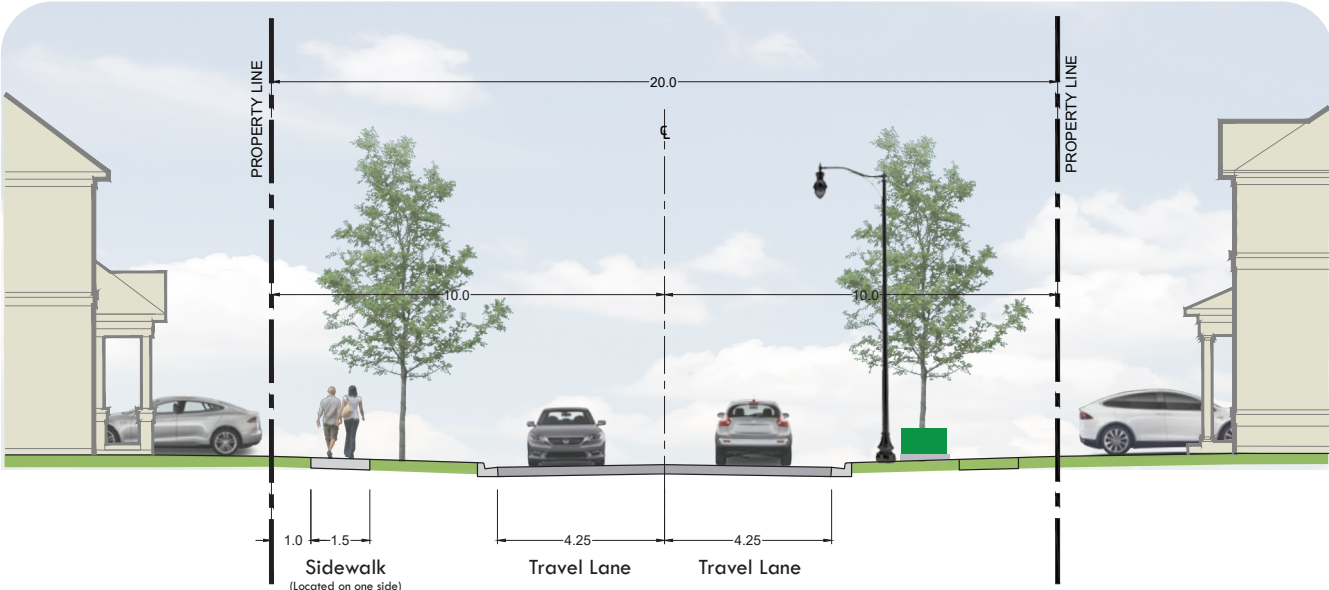 PROPERTY LINE
PROPERTY LINE
20.0
℄
10.0
10.0
1.0
1.5
4.25
4.25
Sidewalk
(Located on one side)
Travel Lane
Travel Lane